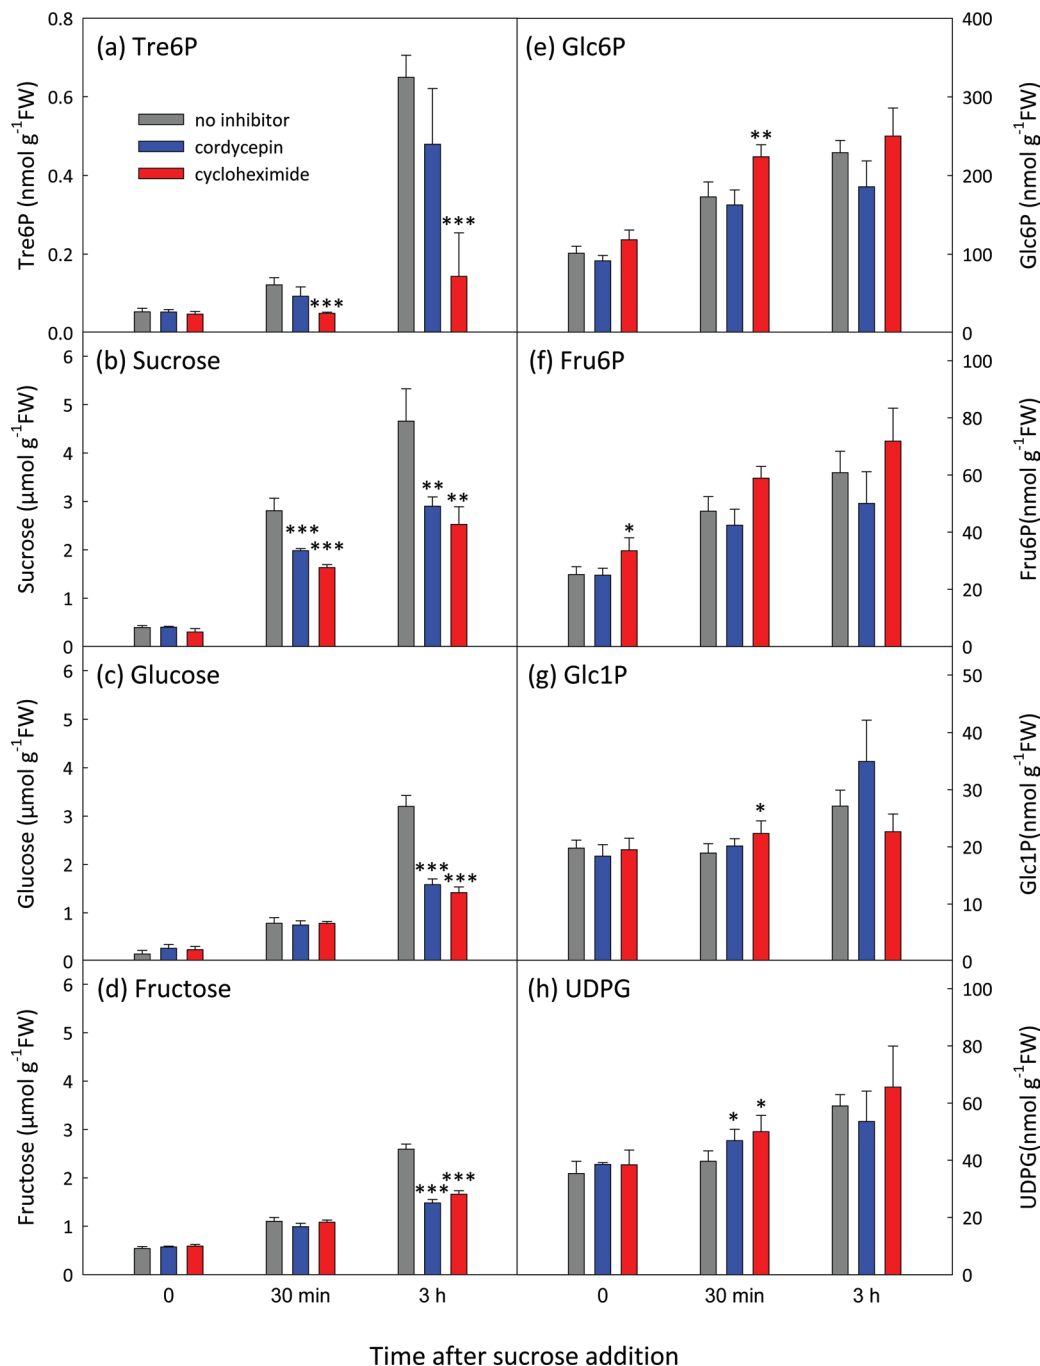 (a) Tre6P
no inhibitor
cordycepin
cycloheximide
Tre6P (nmol g⁻¹FW)
0.8
0.6
0.4
0.2
0.0
***
***
(e) Glc6P
Glc6P (nmol g⁻¹FW)
400
300
200
100
0
**
(b) Sucrose
Sucrose (µmol g⁻¹FW)
6
5
4
3
2
1
0
***
***
**
**
(f) Fru6P
Fru6P(nmol g⁻¹FW)
100
80
60
40
20
0
*
(c) Glucose
Glucose (µmol g⁻¹FW)
6
5
4
3
2
1
0
***
***
(g) Glc1P
Glc1P(nmol g⁻¹FW)
50
40
30
20
10
0
*
(d) Fructose
Fructose (µmol g⁻¹FW)
6
5
4
3
2
1
0
***
***
(h) UDPG
UDPG(nmol g⁻¹FW)
100
80
60
40
20
0
*
*
0 30 min 3 h
0 30 min 3 h
Time after sucrose addition